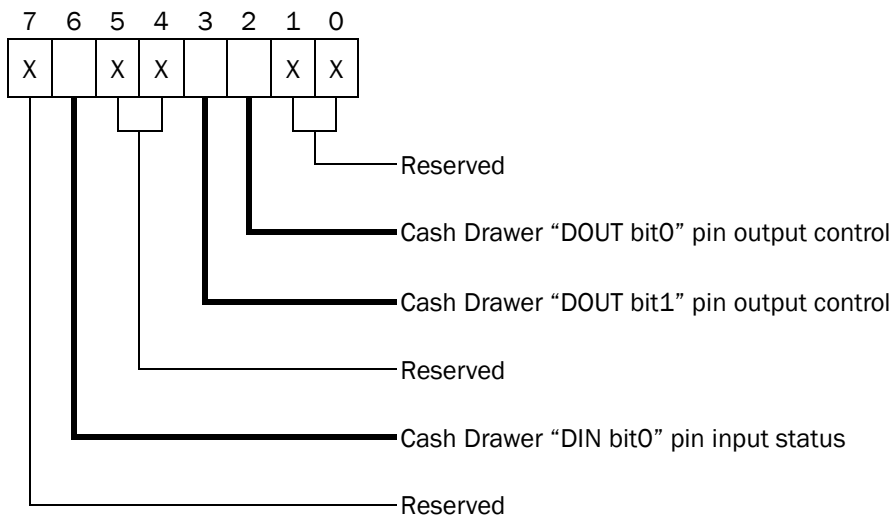 7 6 5 4 3 2 1 0
X X X X X
Reserved
Cash Drawer “DOUT bit0” pin output control
Cash Drawer “DOUT bit1” pin output control
Reserved
Cash Drawer “DIN bit0” pin input status
Reserved